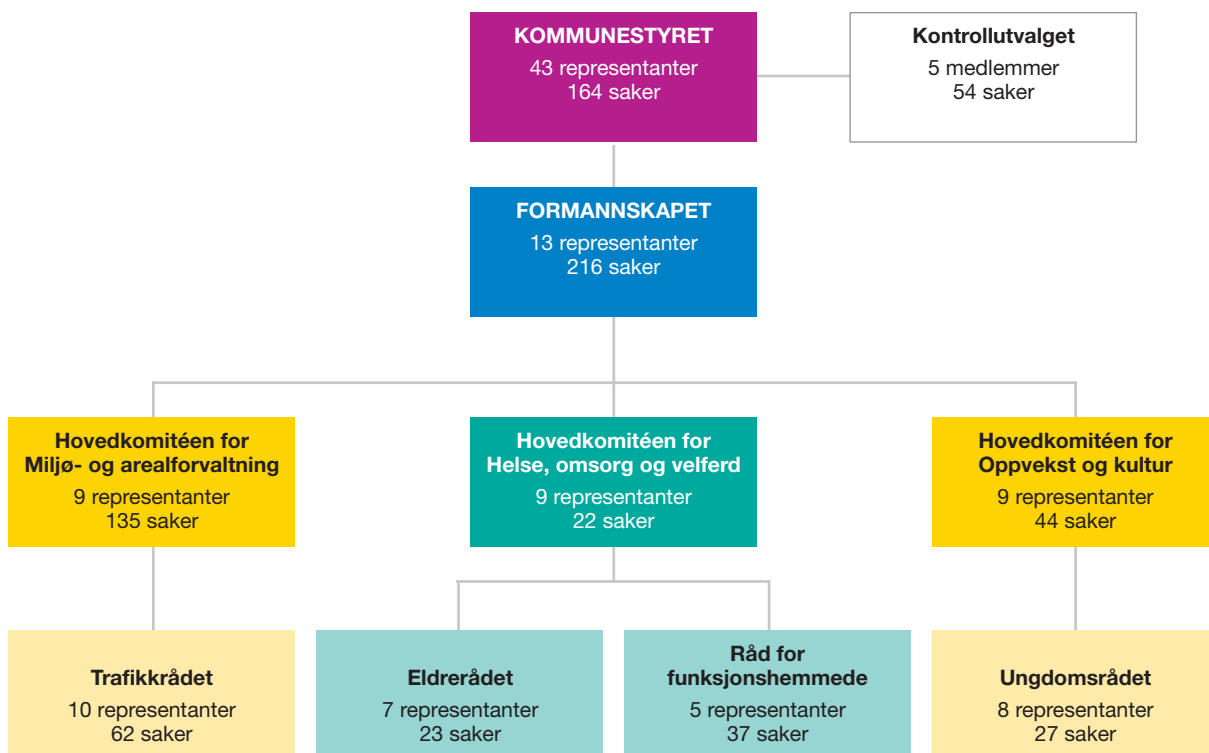 KOMMUNESTYRET
43 representanter
164 saker
Kontrollutvalget
5 medlemmer
54 saker
FORMANNSKAPET
13 representanter
216 saker
Hovedkomitéen for
Miljø- og arealforvaltning
9 representanter
135 saker
Hovedkomitéen for
Helse, omsorg og velferd
9 representanter
22 saker
Hovedkomitéen for
Oppvekst og kultur
9 representanter
44 saker
Trafikkrådet
10 representanter
62 saker
Eldrerådet
7 representanter
23 saker
Råd for
funksjonshemmede
5 representanter
37 saker
Ungdomsrådet
8 representanter
27 saker